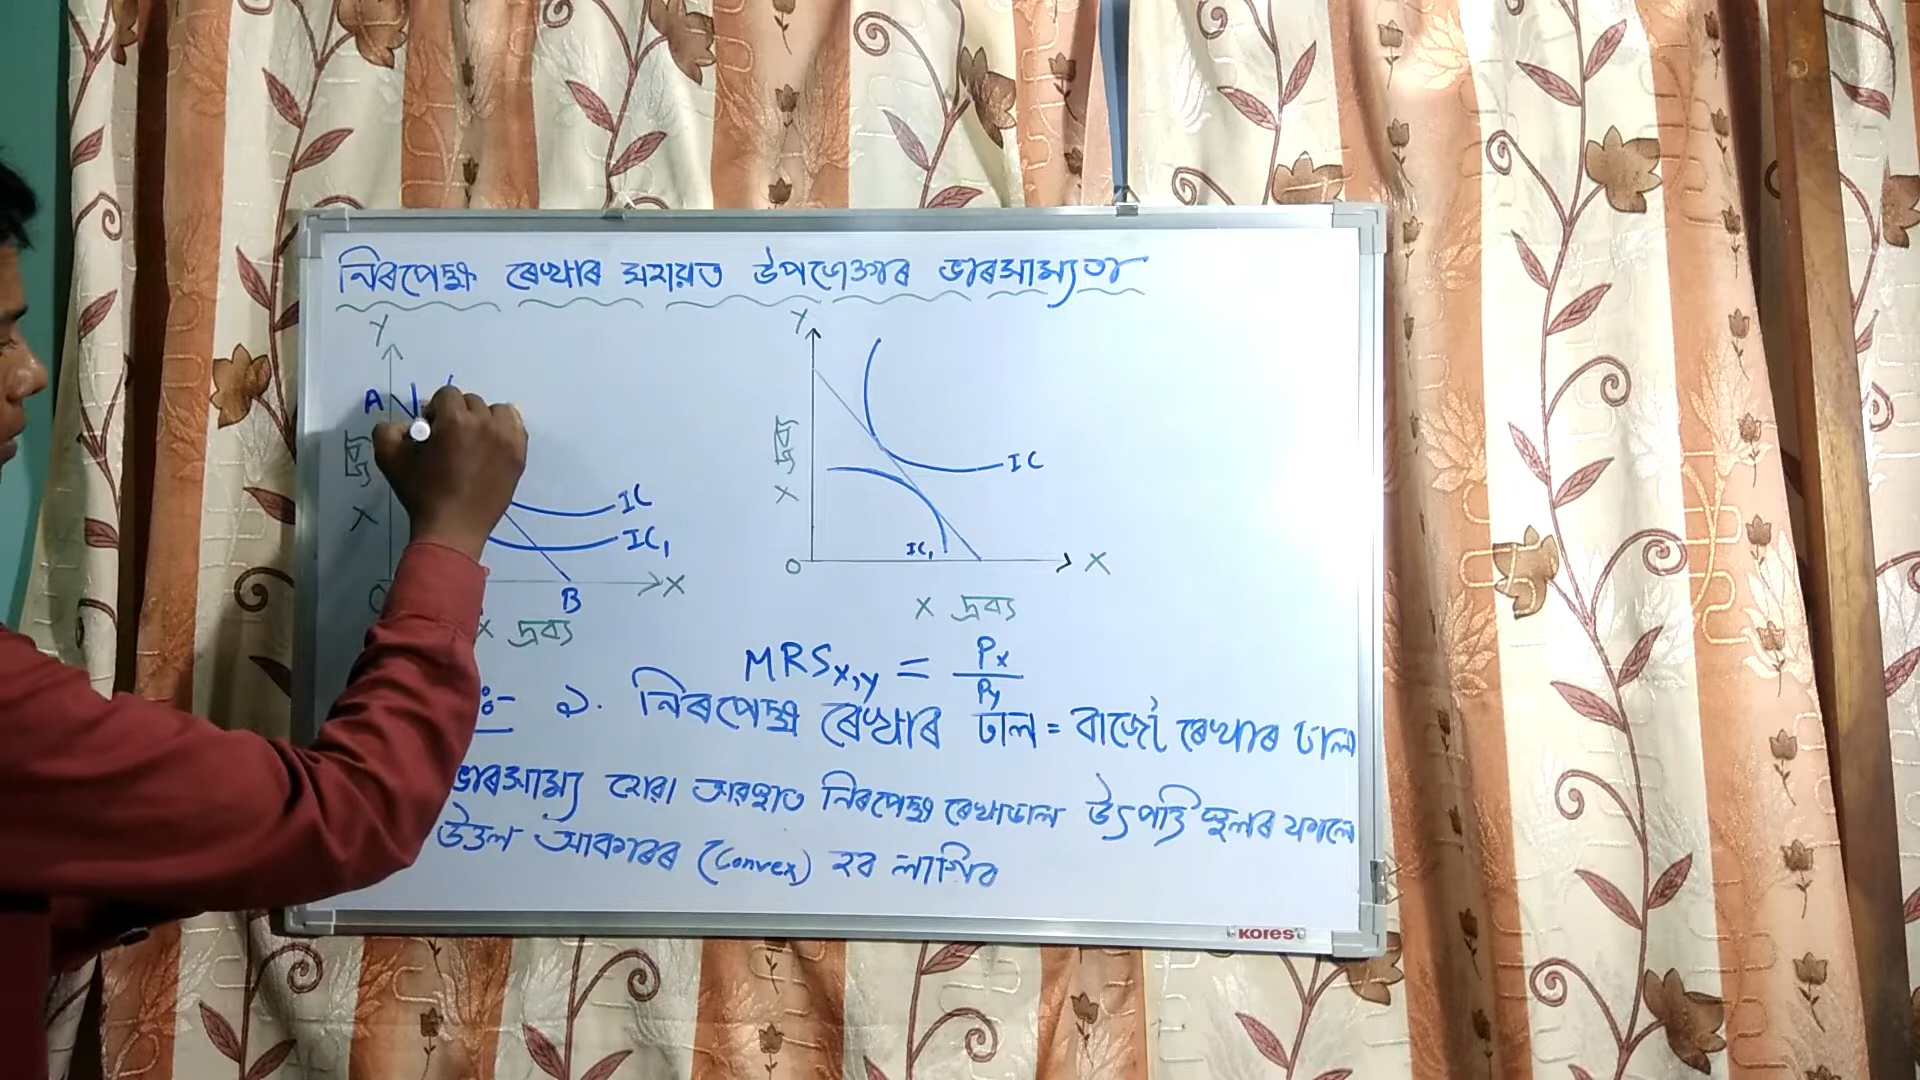 নিৰপেক্ষ ৰেখাৰ সহায়ত উপভোক্তাৰ ভাৰসাম্যতা
Y
A
IC
IC₁
X
B
X দ্ৰব্য
Y
দ্ৰব্য
X
IC
IC₁
O
X
X দ্ৰব্য
MRSx,y = Px / Py
১. নিৰপেক্ষ ৰেখাৰ ঢাল = বাজেট ৰেখাৰ ঢাল
ভাৰসাম্য হোৱা অৱস্থাত নিৰপেক্ষ ৰেখাডাল উৎপত্তি স্থলৰ ফালে
উত্তল আকাৰৰ (Convex) হব লাগিব
Kores